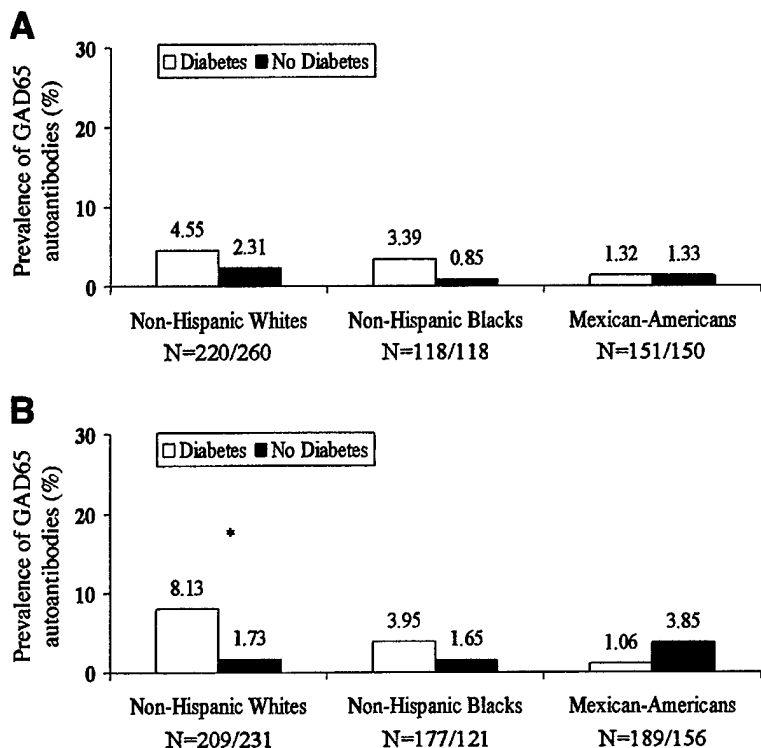 A
Prevalence of GAD65
autoantibodies (%)
30
20
10
0
Diabetes No Diabetes
4.55 2.31 3.39 0.85 1.32 1.33
Non-Hispanic Whites Non-Hispanic Blacks Mexican-Americans
N=220/260 N=118/118 N=151/150
B
Prevalence of GAD65
autoantibodies (%)
30
20
10
0
Diabetes No Diabetes
*
8.13 1.73 3.95 1.65 1.06 3.85
Non-Hispanic Whites Non-Hispanic Blacks Mexican-Americans
N=209/231 N=177/121 N=189/156